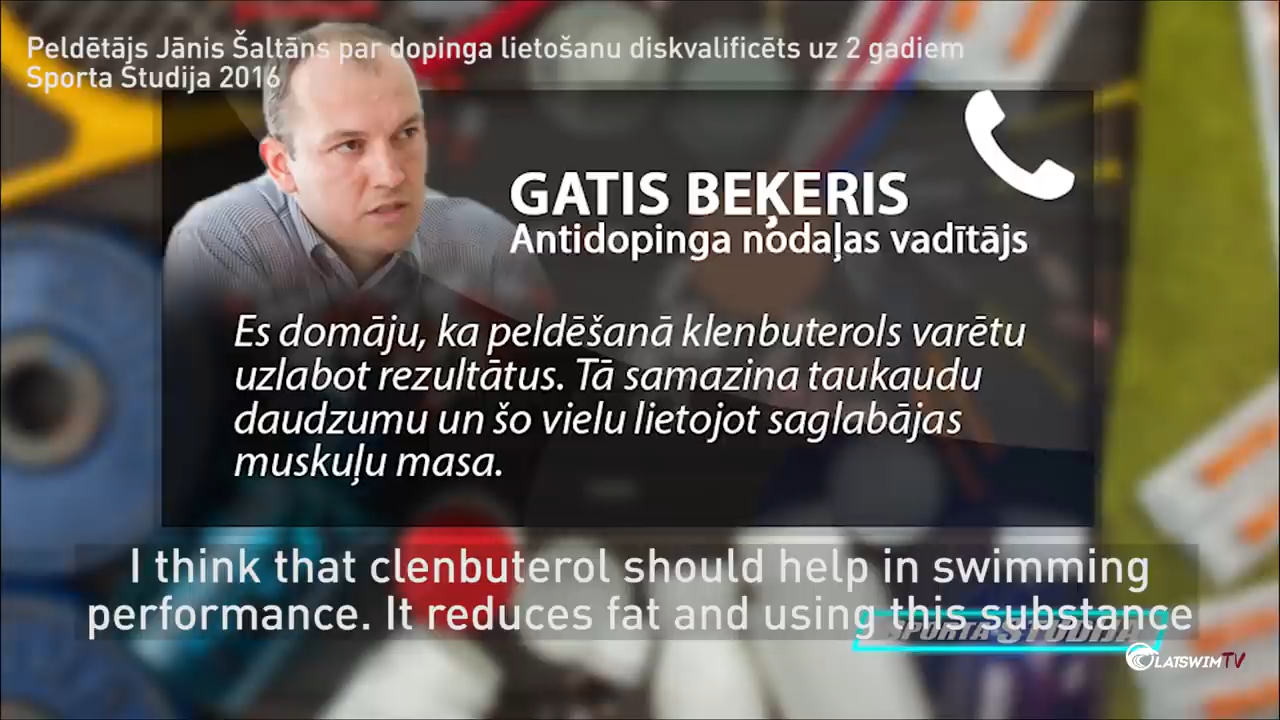 Peldētājs Jānis Šaltāns par dopinga lietošanu diskvalificēts uz 2 gadiem
Sporta Studija 2016
GATIS BEĶERIS
Antidopinga nodaļas vadītājs
Es domāju, ka peldēšanā klenbuterols varētu
uzlabot rezultātus. Tā samazina taukaudu
daudzumu un šo vielu lietojot saglabājas
muskuļu masa.
I think that clenbuterol should help in swimming
performance. It reduces fat and using this substance
SPORTA STUDIJA
LATSWIMTV